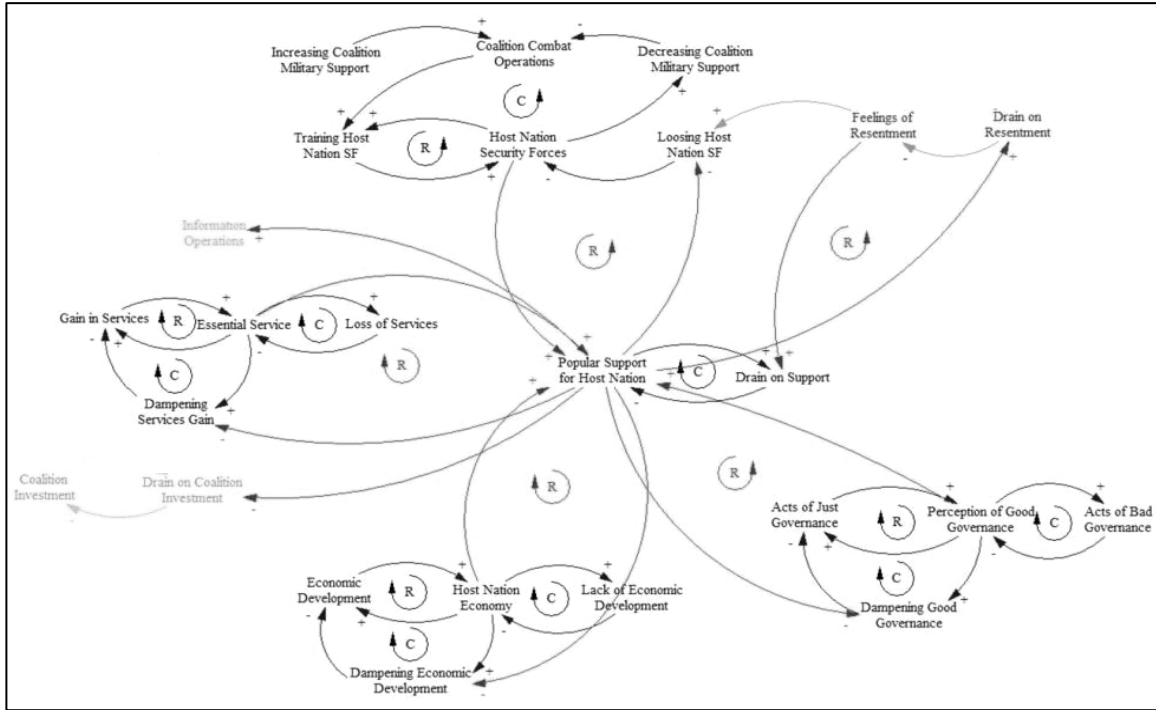 Increasing Coalition
Military Support
Coalition Combat
Operations
Decreasing Coalition
Military Support
+
-
C
+
+
+
Training Host
Nation SF
R
Host Nation
Security Forces
+
-
Loosing Host
Nation SF
+
-
Feelings of
Resentment
-
Drain on
Resentment
+
Information
Operations
+
R
R
Gain in Services
+
-
R
Essential Service
+
-
C
Loss of Services
+
C
+
Dampening
Services Gain
+
-
R
Popular Support
for Host Nation
+
+
+
+
+
-
C
Drain on Support
+
+
Coalition
Investment
-
Drain on Coalition
Investment
-
R
R
Economic
Development
-
+
R
Host Nation
Economy
+
-
C
Lack of Economic
Development
+
C
Dampening Economic
Development
+
-
Acts of Just
Governance
-
+
R
Perception of Good
Governance
+
-
C
Acts of Bad
Governance
+
C
Dampening Good
Governance
+
-